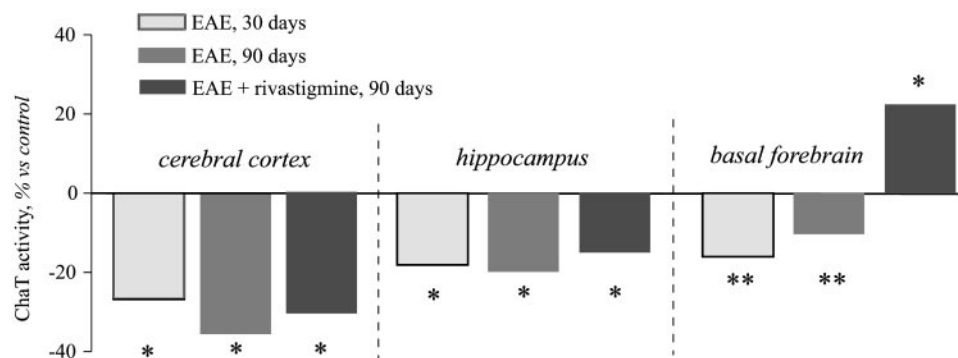 EAE, 30 days
EAE, 90 days
EAE + rivastigmine, 90 days
ChaT activity, % vs control
40
20
0
-20
-40
cerebral cortex
hippocampus
basal forebrain
*
* * *
* * *
** **